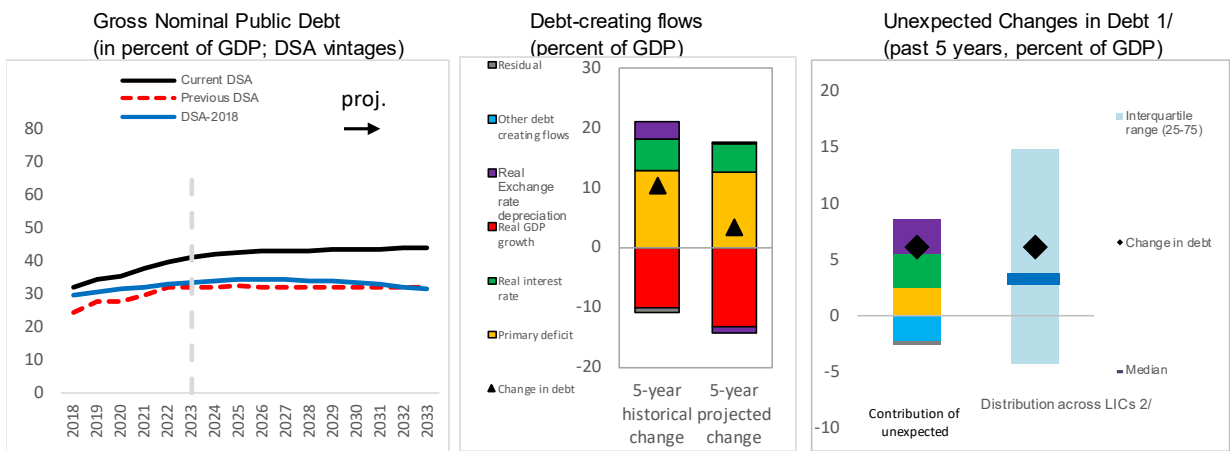 Gross Nominal Public Debt
(in percent of GDP; DSA vintages)
Current DSA
Previous DSA
DSA-2018
proj.
80
70
60
50
40
30
20
10
0
2018
2019
2020
2021
2022
2023
2024
2025
2026
2027
2028
2029
2030
2031
2032
2033
Debt-creating flows
(percent of GDP)
Residual
Other debt
creating flows
Real
Exchange
rate
depreciation
Real GDP
growth
Real interest
rate
Primary deficit
Change in debt
30
20
10
0
-10
-20
5-year
historical
change
5-year
projected
change
Unexpected Changes in Debt 1/
(past 5 years, percent of GDP)
20
15
10
5
0
-5
-10
Interquartile
range (25-75)
Change in debt
Median
Contribution of
unexpected
Distribution across LICs 2/